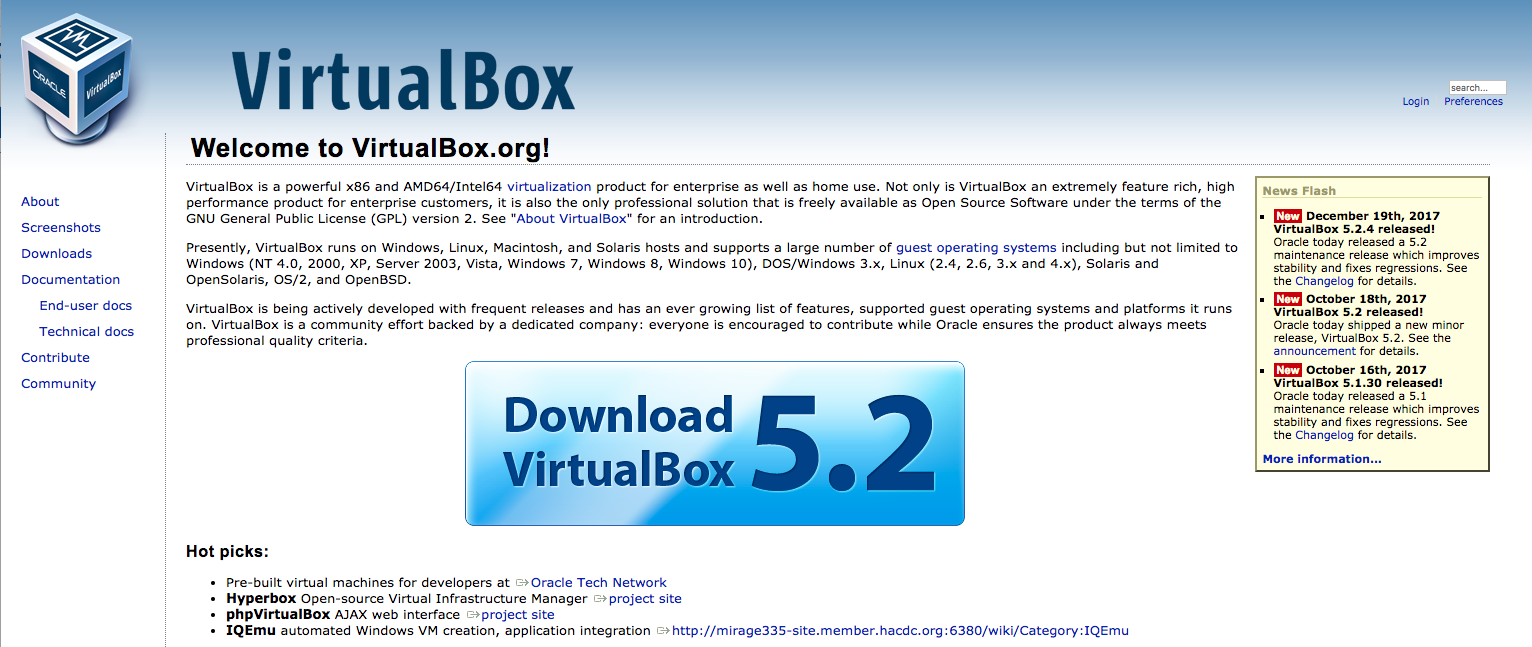 ORACLE
VirtualBox
VirtualBox
search...
Login Preferences
About
Screenshots
Downloads
Documentation
End-user docs
Technical docs
Contribute
Community
Welcome to VirtualBox.org!
VirtualBox is a powerful x86 and AMD64/Intel64 virtualization product for enterprise as well as home use. Not only is VirtualBox an extremely feature rich, high
performance product for enterprise customers, it is also the only professional solution that is freely available as Open Source Software under the terms of the
GNU General Public License (GPL) version 2. See "About VirtualBox" for an introduction.
Presently, VirtualBox runs on Windows, Linux, Macintosh, and Solaris hosts and supports a large number of guest operating systems including but not limited to
Windows (NT 4.0, 2000, XP, Server 2003, Vista, Windows 7, Windows 8, Windows 10), DOS/Windows 3.x, Linux (2.4, 2.6, 3.x and 4.x), Solaris and
OpenSolaris, OS/2, and OpenBSD.
VirtualBox is being actively developed with frequent releases and has an ever growing list of features, supported guest operating systems and platforms it runs
on. VirtualBox is a community effort backed by a dedicated company: everyone is encouraged to contribute while Oracle ensures the product always meets
professional quality criteria.
Download
VirtualBox 5.2
Hot picks:
Pre-built virtual machines for developers at Oracle Tech Network
Hyperbox Open-source Virtual Infrastructure Manager project site
phpVirtualBox AJAX web interface project site
IQEmu automated Windows VM creation, application integration http://mirage335-site.member.hacdc.org:6380/wiki/Category:IQEmu
News Flash
New December 19th, 2017
VirtualBox 5.2.4 released!
Oracle today released a 5.2
maintenance release which improves
stability and fixes regressions. See
the Changelog for details.
New October 18th, 2017
VirtualBox 5.2 released!
Oracle today shipped a new minor
release, VirtualBox 5.2. See the
announcement for details.
New October 16th, 2017
VirtualBox 5.1.30 released!
Oracle today released a 5.1
maintenance release which improves
stability and fixes regressions. See
the Changelog for details.
More information...